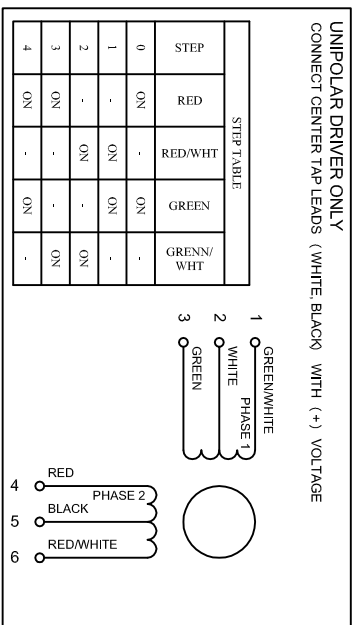 UNIPOLAR DRIVER ONLY
CONNECT CENTER TAP LEADS ( WHITE, BLACK) WITH (+) VOLTAGE
STEP TABLE
STEP RED RED/WHT GREEN GRENN/
WHT
0 ON - ON -
1 - ON ON -
2 - ON - ON
3 ON - - ON
4 ON - ON -
1 GREEN/WHITE
PHASE 1
2 WHITE
3 GREEN
4 RED
PHASE 2
5 BLACK
6 RED/WHITE